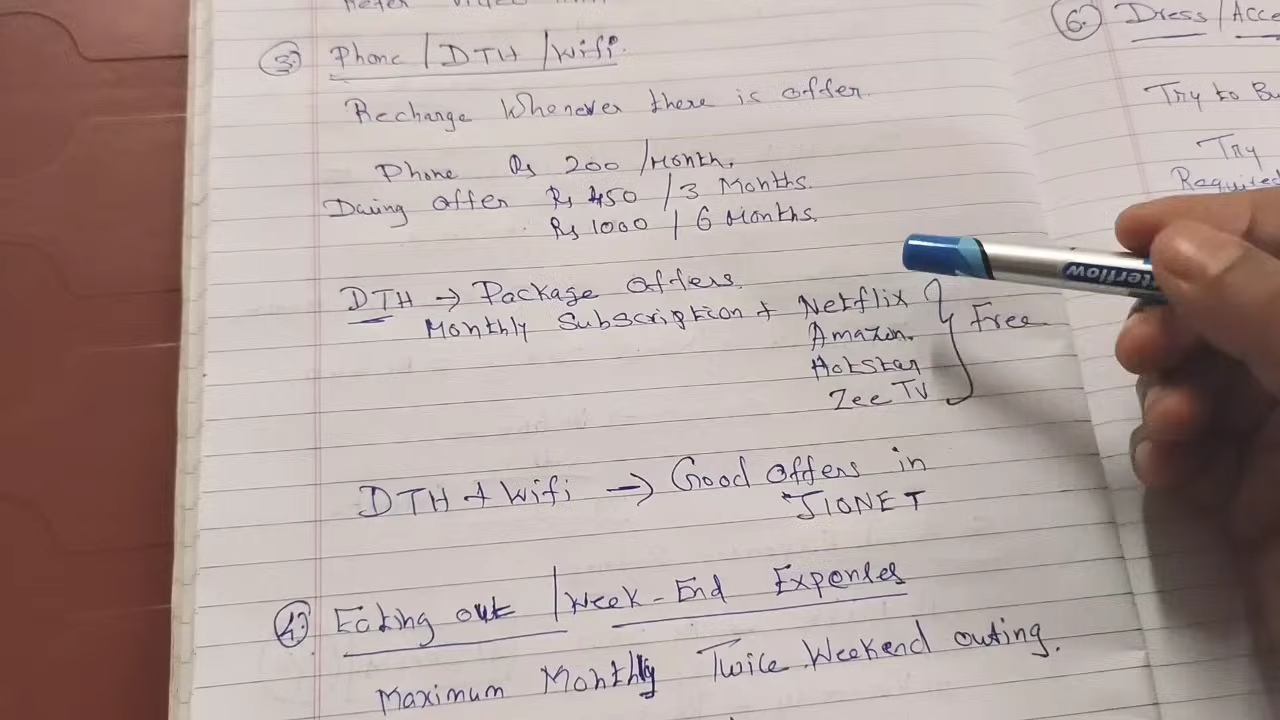 Refer Video
3. Phone / DTH / Wifi.
Recharge Whenever there is offer.
Phone Rs 200 / Month.
During offer Rs 450 / 3 Months.
Rs 1000 / 6 Months.
DTH → Package Offers.
Monthly Subscription + Netflix
Amazon.
Hotstar
Zee TV
Free
DTH + Wifi → Good Offers in
JIONET
4. Eating out / Week-End Expenses
Maximum Monthly Twice Weekend outing.
6. Dress / Acce
Try to Bu
Try
Required
terflow